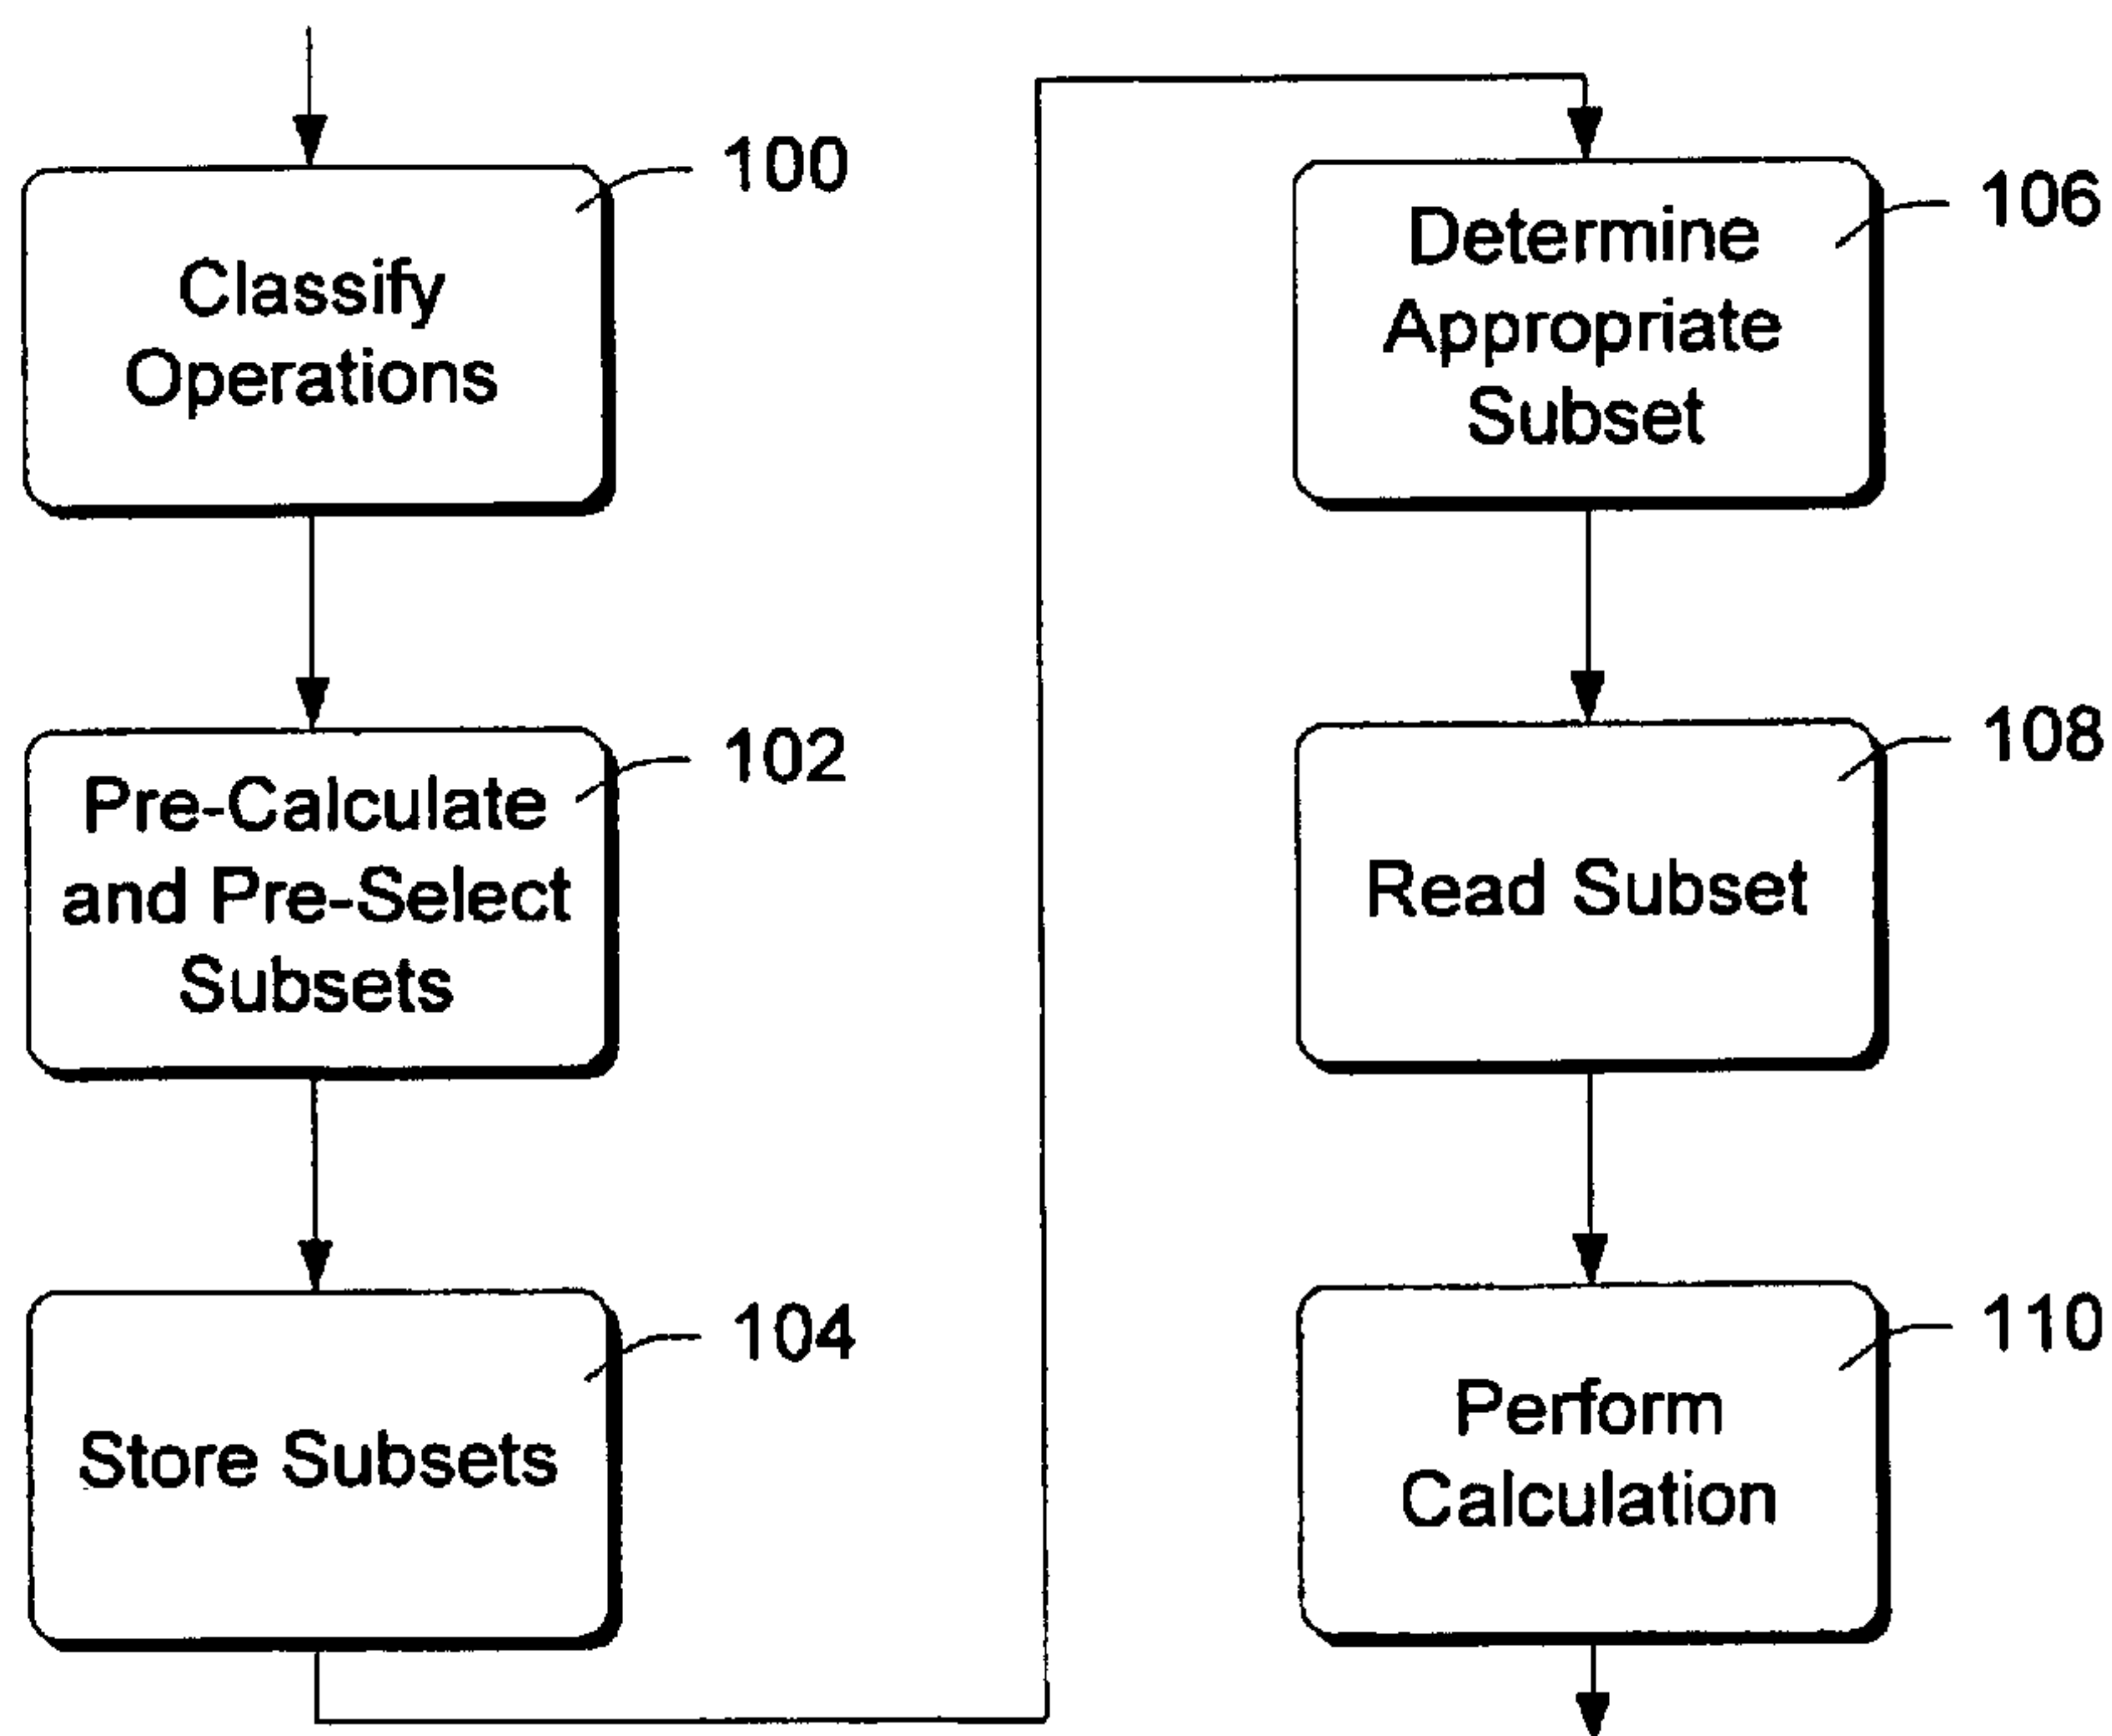 100
Classify
Operations
102
Pre-Calculate
and Pre-Select
Subsets
104
Store Subsets
106
Determine
Appropriate
Subset
108
Read Subset
110
Perform
Calculation